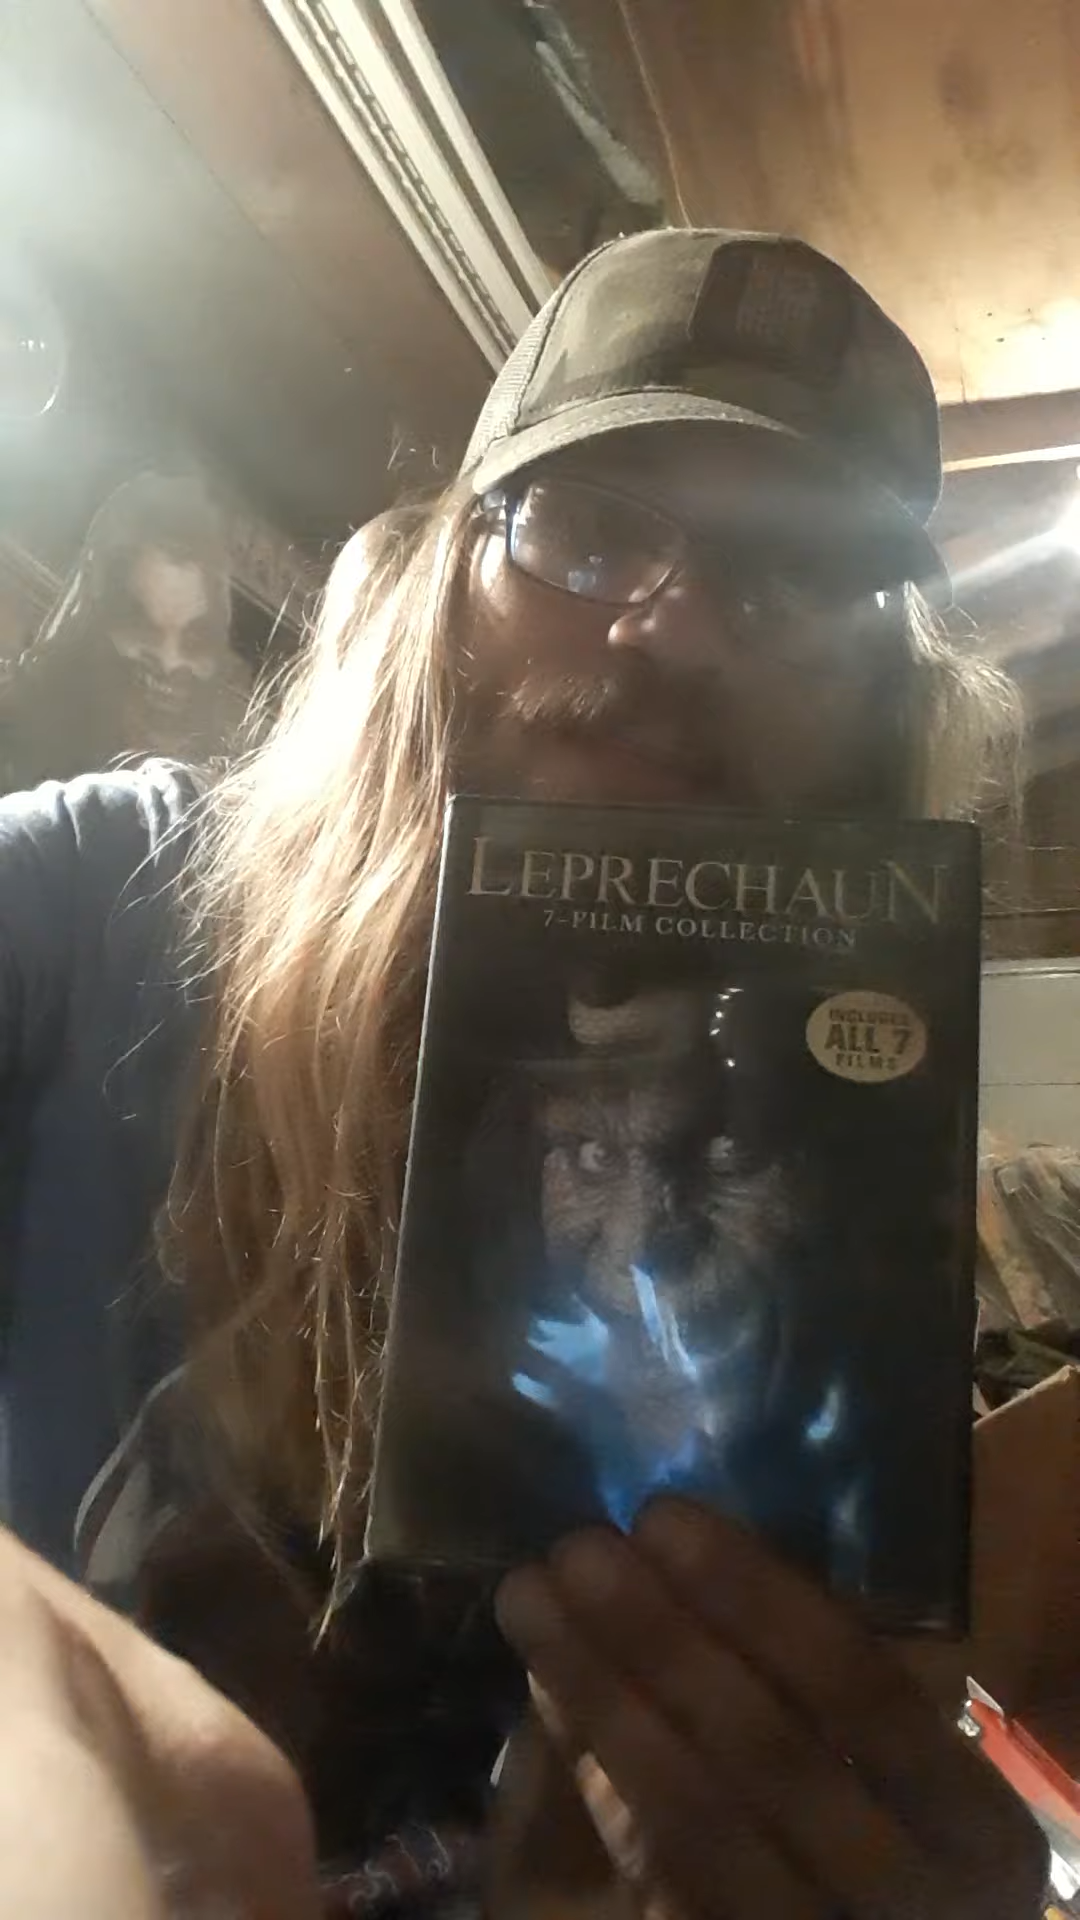 LEPRECHAUN
7-FILM COLLECTION
INCLUDES
ALL 7
FILMS